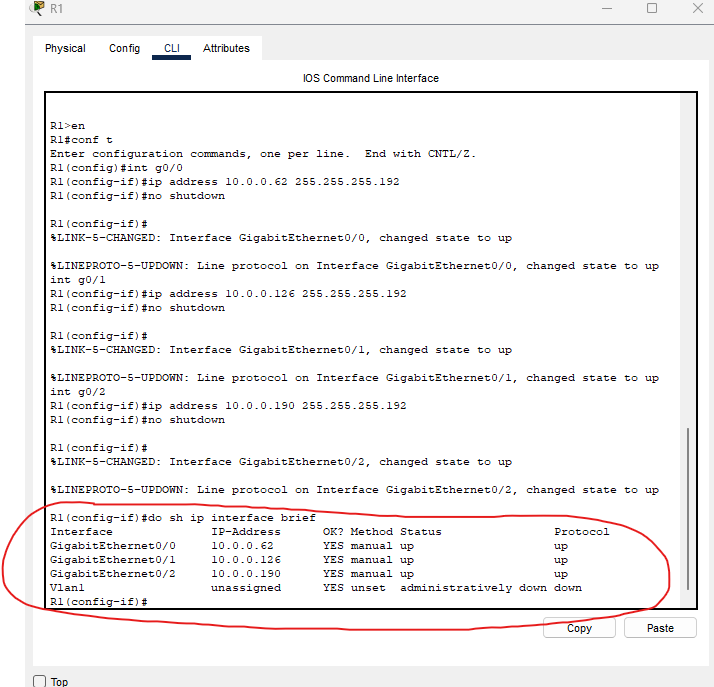 R1
Physical Config CLI Attributes
IOS Command Line Interface
R1>en
R1#conf t
Enter configuration commands, one per line.  End with CNTL/Z.
R1(config)#int g0/0
R1(config-if)#ip address 10.0.0.62 255.255.255.192
R1(config-if)#no shutdown
R1(config-if)#
%LINK-5-CHANGED: Interface GigabitEthernet0/0, changed state to up
%LINEPROTO-5-UPDOWN: Line protocol on Interface GigabitEthernet0/0, changed state to up
int g0/1
R1(config-if)#ip address 10.0.0.126 255.255.255.192
R1(config-if)#no shutdown
R1(config-if)#
%LINK-5-CHANGED: Interface GigabitEthernet0/1, changed state to up
%LINEPROTO-5-UPDOWN: Line protocol on Interface GigabitEthernet0/1, changed state to up
int g0/2
R1(config-if)#ip address 10.0.0.190 255.255.255.192
R1(config-if)#no shutdown
R1(config-if)#
%LINK-5-CHANGED: Interface GigabitEthernet0/2, changed state to up
%LINEPROTO-5-UPDOWN: Line protocol on Interface GigabitEthernet0/2, changed state to up
R1(config-if)#do sh ip interface brief
Interface IP-Address OK? Method Status Protocol
GigabitEthernet0/0 10.0.0.62 YES manual up up
GigabitEthernet0/1 10.0.0.126 YES manual up up
GigabitEthernet0/2 10.0.0.190 YES manual up up
Vlan1 unassigned YES unset administratively down down
R1(config-if)#
Copy Paste
Top